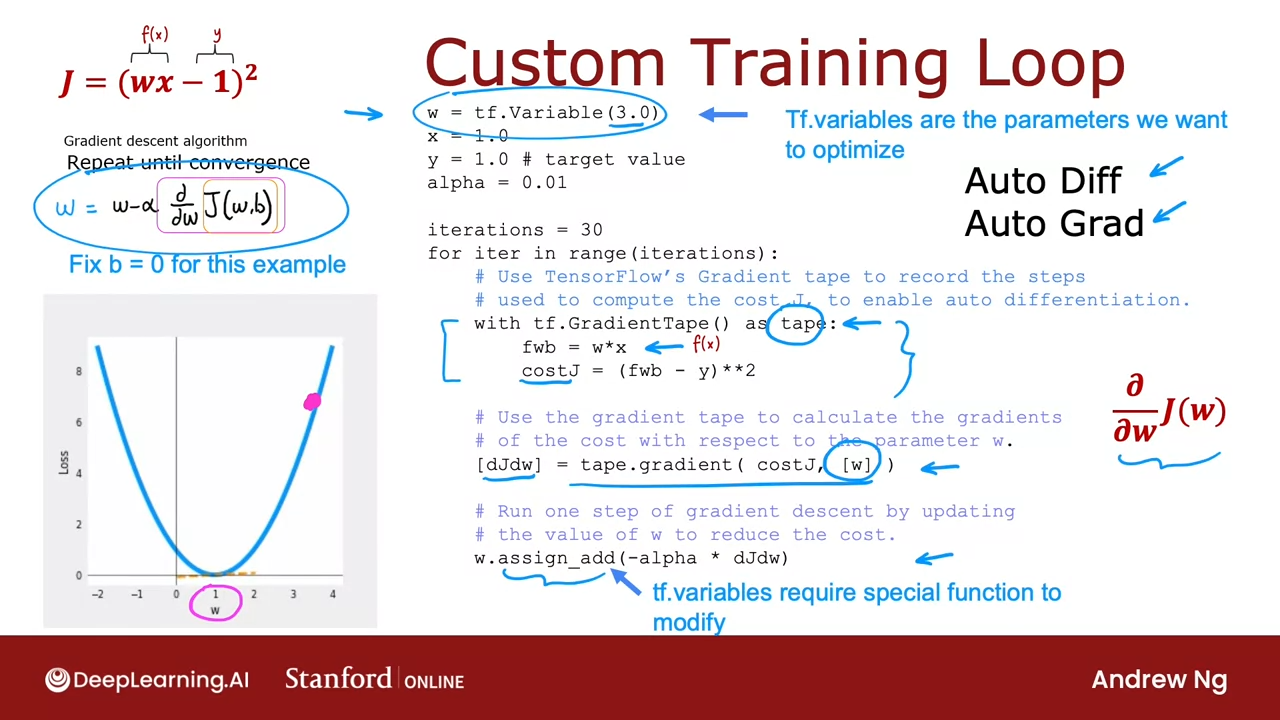 f(x) y
J = (wx − 1)²
Gradient descent algorithm
Repeat until convergence
w = w-α ∂/∂w J(w,b)
Fix b = 0 for this example
8
6
4
2
0
Loss
−2 −1 0 1 2 3 4
w
Custom Training Loop
w = tf.Variable(3.0)
x = 1.0
y = 1.0 # target value
alpha = 0.01
Tf.variables are the parameters we want
to optimize
Auto Diff
Auto Grad
iterations = 30
for iter in range(iterations):
# Use TensorFlow's Gradient tape to record the steps
# used to compute the cost J, to enable auto differentiation.
with tf.GradientTape() as tape:
fwb = w*x f(x)
costJ = (fwb - y)**2
# Use the gradient tape to calculate the gradients
# of the cost with respect to the parameter w.
[dJdw] = tape.gradient( costJ, [w] )
∂/∂w J(w)
# Run one step of gradient descent by updating
# the value of w to reduce the cost.
w.assign_add(-alpha * dJdw)
tf.variables require special function to
modify
DeepLearning.AI Stanford | ONLINE Andrew Ng